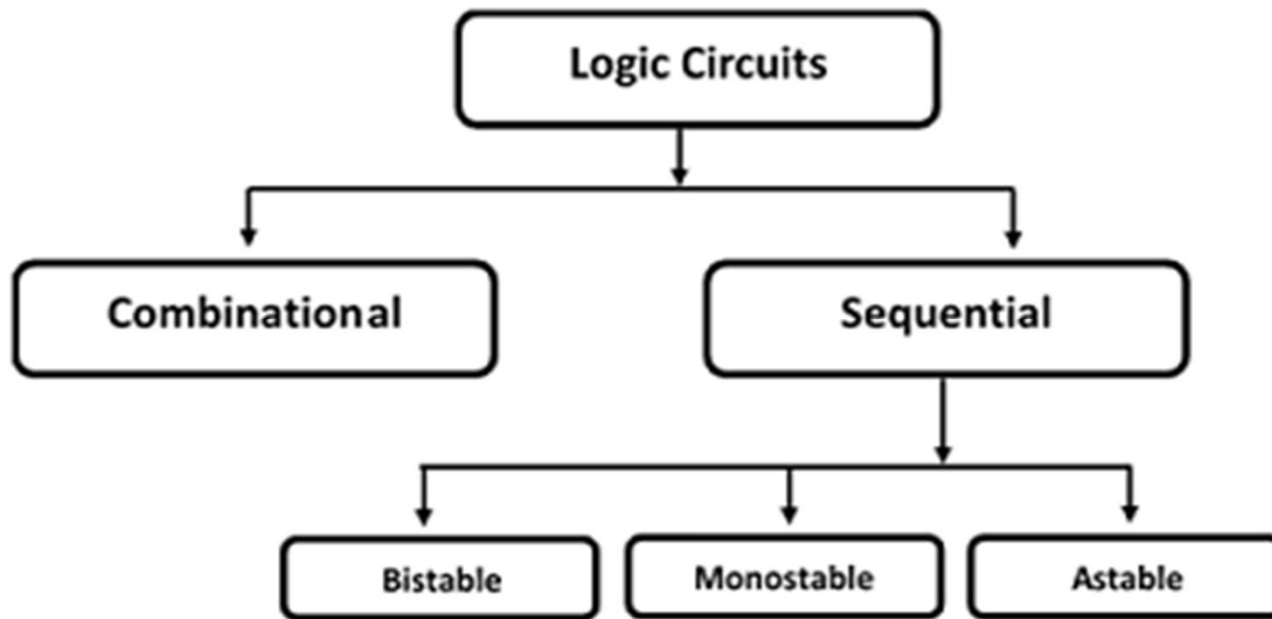 Logic Circuits
Combinational
Sequential
Bistable
Monostable
Astable